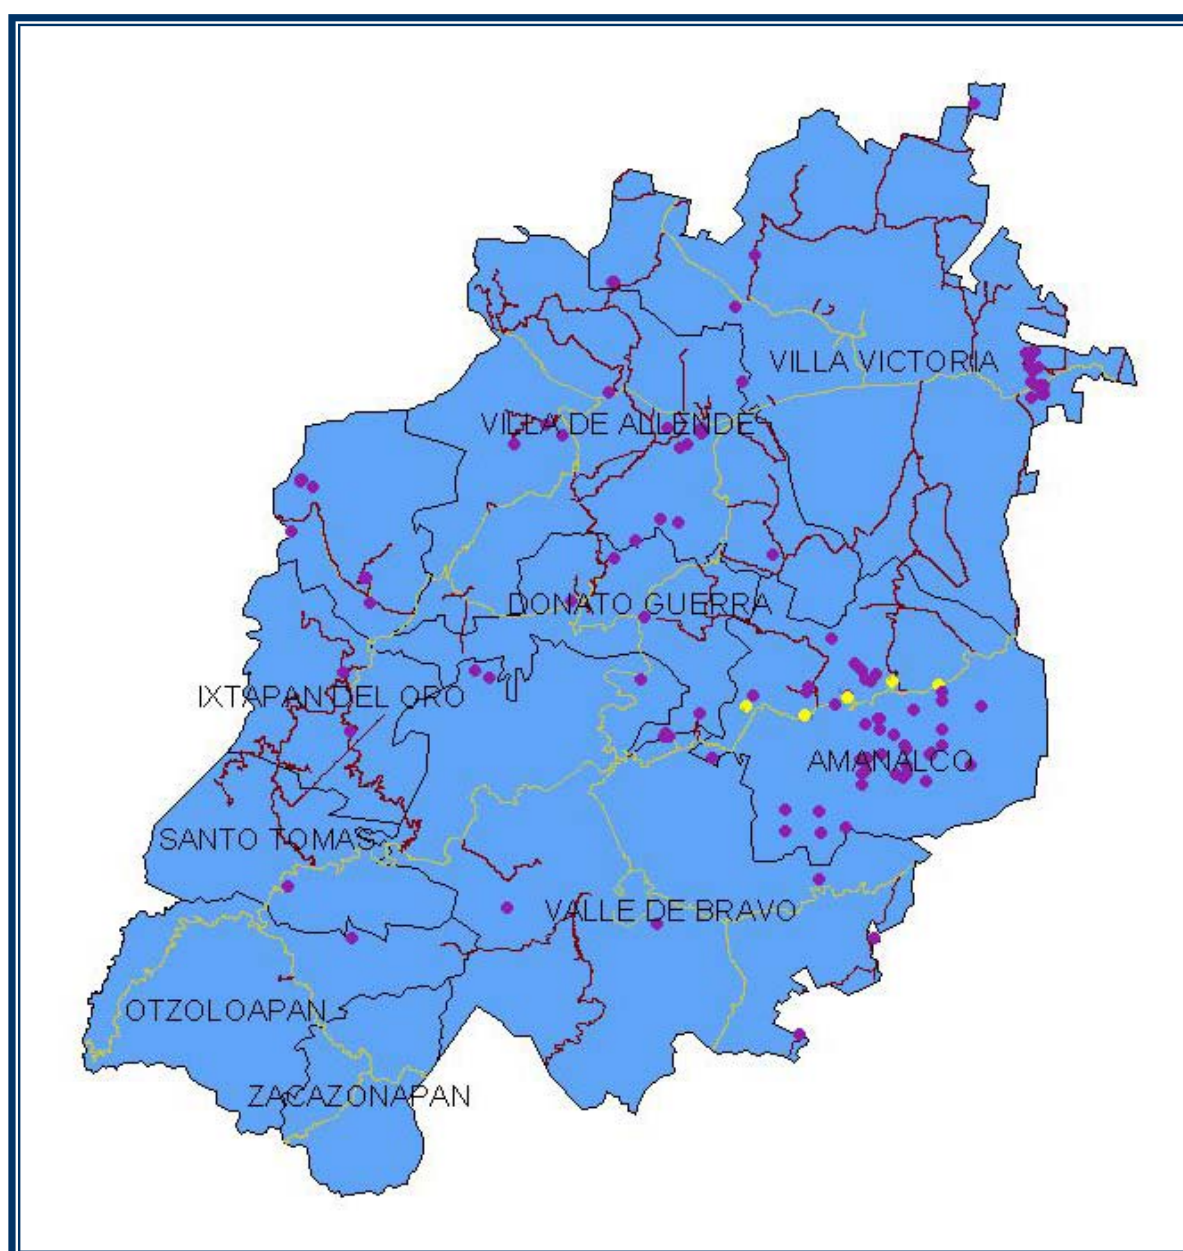 VILLA VICTORIA
VILLA DE ALLENDE
DONATO GUERRA
IXTAPAN DEL ORO
AMANALCO
SANTO TOMAS
VALLE DE BRAVO
OTZOLOAPAN
ZACAZONAPAN